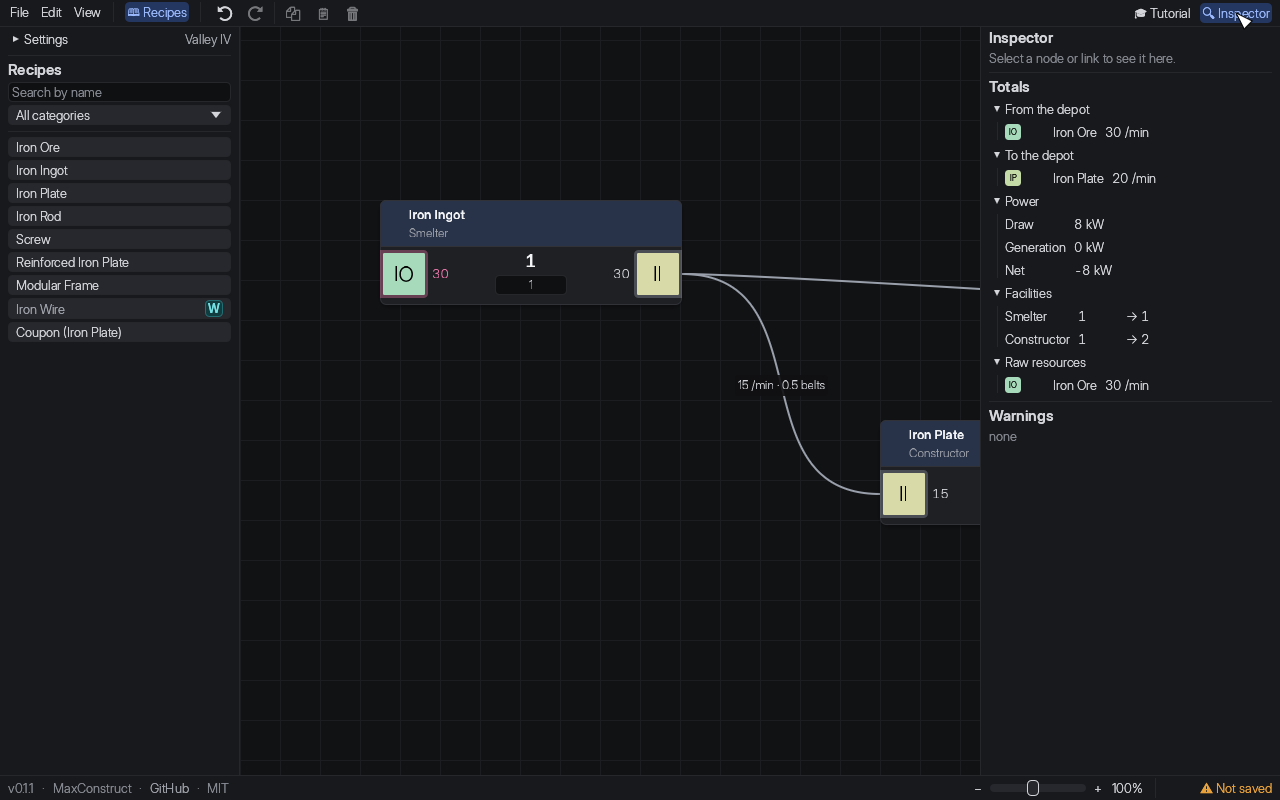 File Edit View Recipes Tutorial Inspector
Settings Valley IV
Recipes
Search by name
All categories
Iron Ore
Iron Ingot
Iron Plate
Iron Rod
Screw
Reinforced Iron Plate
Modular Frame
Iron Wire W
Coupon (Iron Plate)
Iron Ingot
Smelter
IO 30 1 30 II
1
15 /min · 0.5 belts
Iron Plate
Constructor
II 15
Inspector
Select a node or link to see it here.
Totals
From the depot
IO Iron Ore 30 /min
To the depot
IP Iron Plate 20 /min
Power
Draw 8 kW
Generation 0 kW
Net -8 kW
Facilities
Smelter 1 → 1
Constructor 1 → 2
Raw resources
IO Iron Ore 30 /min
Warnings
none
v0.1.1 · MaxConstruct · GitHub · MIT
− + 100% Not saved